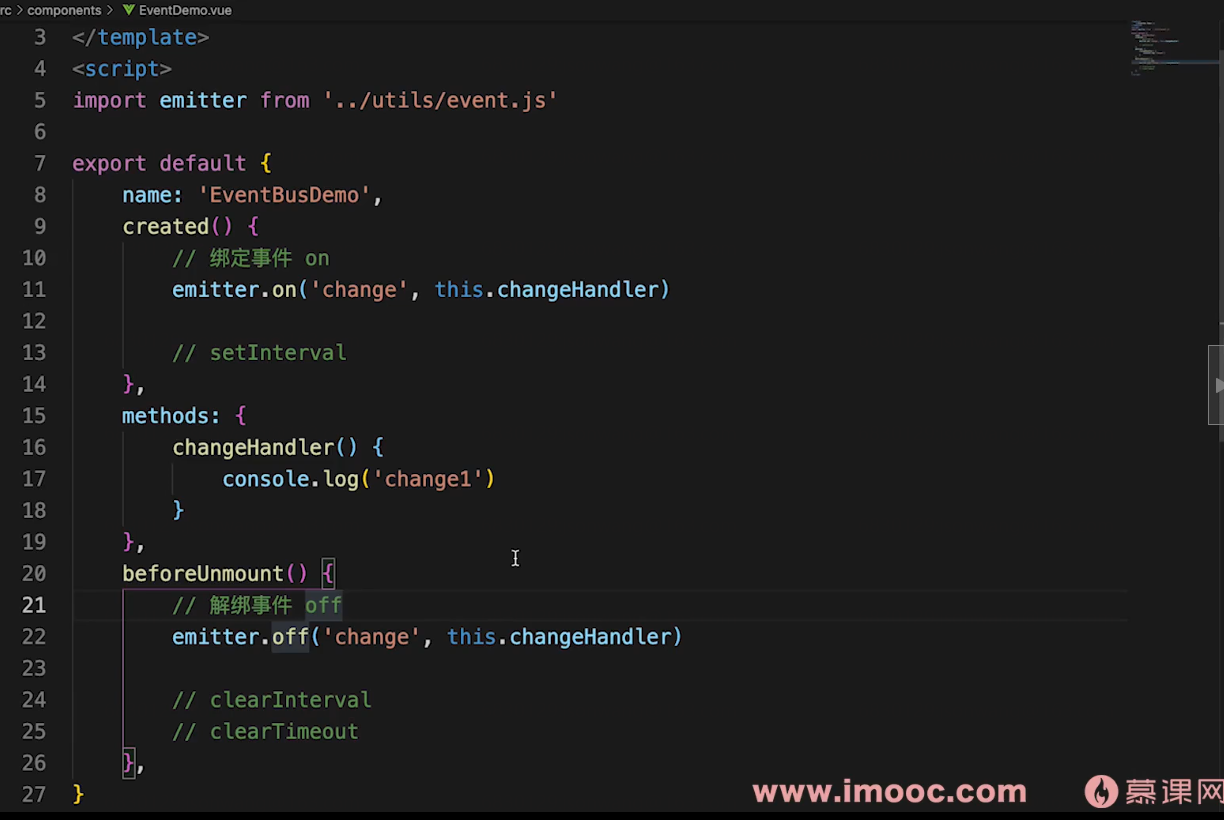 rc > components > EventDemo.vue
3 </template>
4 <script>
5 import emitter from '../utils/event.js'
6
7 export default {
8 name: 'EventBusDemo',
9 created() {
10 // 绑定事件 on
11 emitter.on('change', this.changeHandler)
12
13 // setInterval
14 },
15 methods: {
16 changeHandler() {
17 console.log('change1')
18 }
19 },
20 beforeUnmount() {
21 // 解绑事件 off
22 emitter.off('change', this.changeHandler)
23
24 // clearInterval
25 // clearTimeout
26 },
27 }
www.imooc.com 慕课网